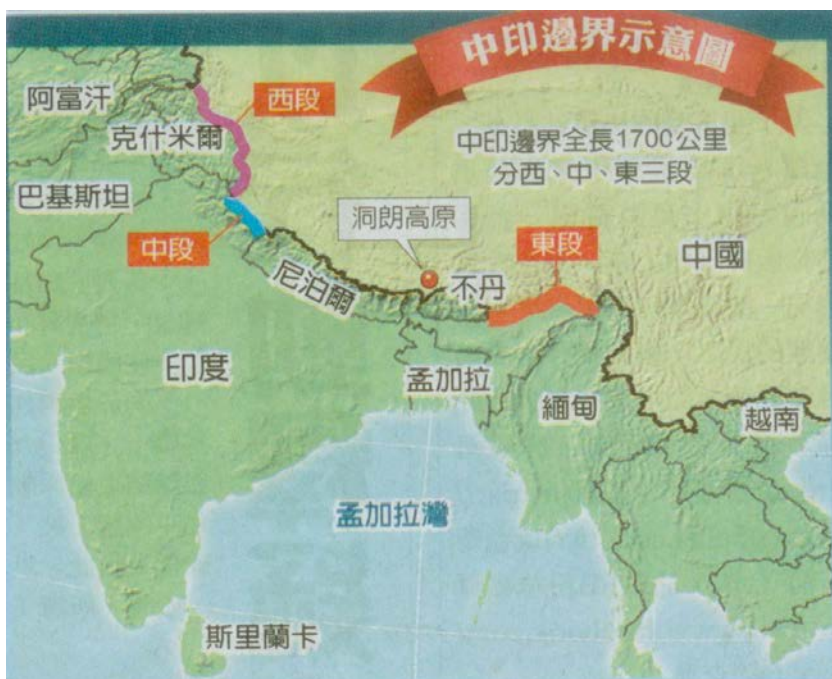 中印邊界示意圖
中印邊界全長1700公里
分西、中、東三段
阿富汗
西段
克什米爾
巴基斯坦
中段
洞朗高原
東段
中國
尼泊爾
不丹
印度
孟加拉
緬甸
越南
孟加拉灣
斯里蘭卡